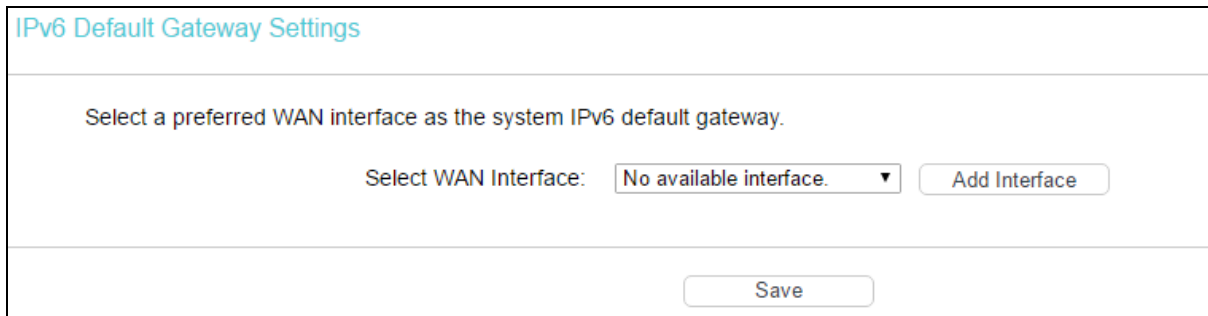 IPv6 Default Gateway Settings
Select a preferred WAN interface as the system IPv6 default gateway.
Select WAN Interface: No available interface. Add Interface
Save